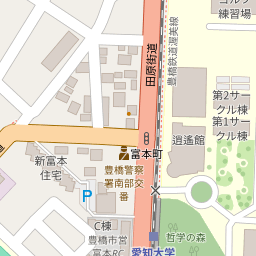 ゴルフ
練習場
田原街道
豊橋鉄道渥美線
第2サー
クル棟
第1サー
クル棟
逍遙館
富本町
新富本
住宅
豊橋警察
署南部交
番
C棟
豊橋市営
富本RC
哲学の森
愛知大学